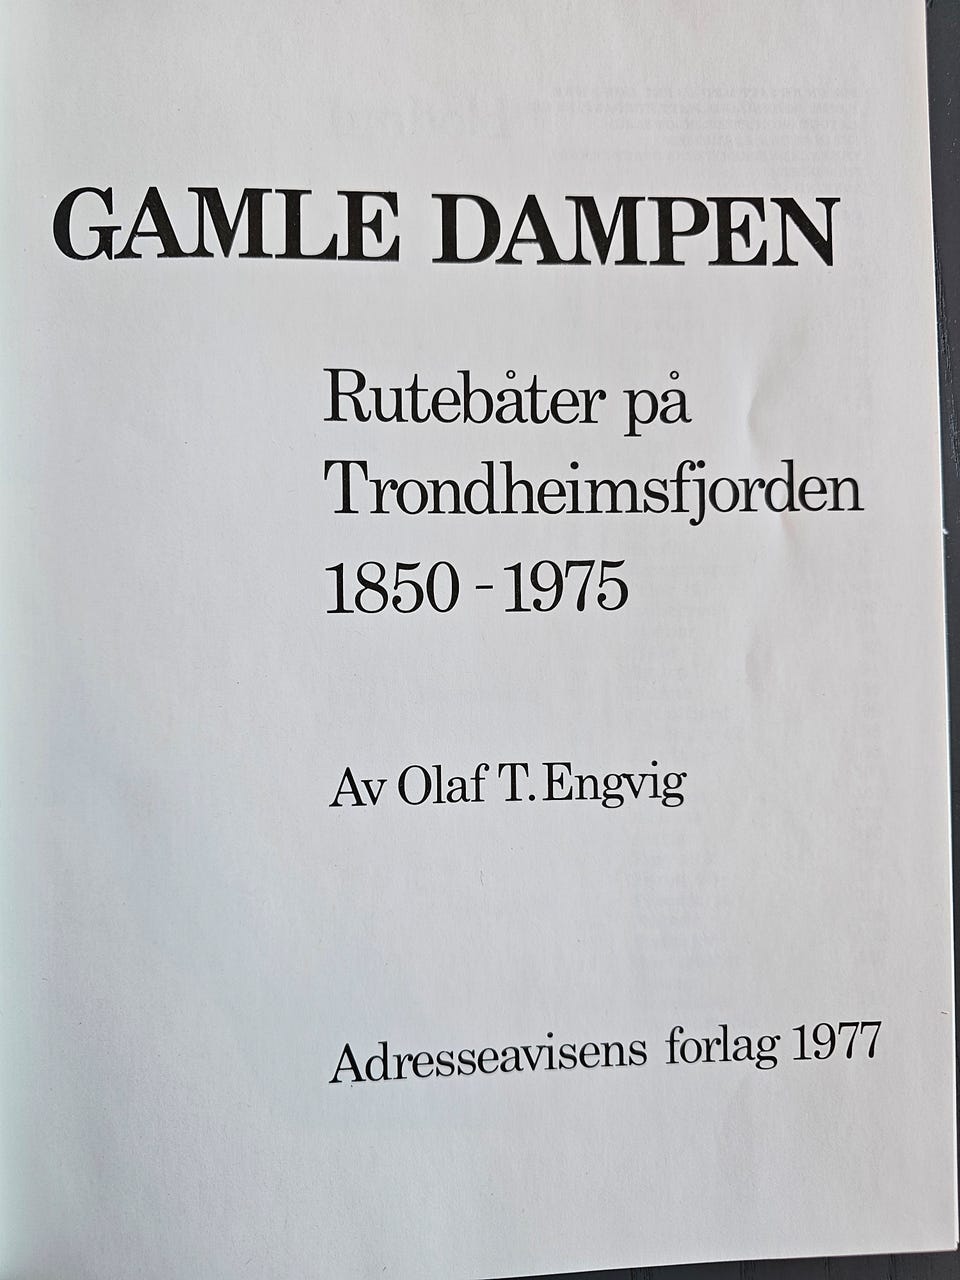 GAMLE DAMPEN
Rutebåter på
Trondheimsfjorden
1850 - 1975
Av Olaf T. Engvig
Adresseavisens forlag 1977